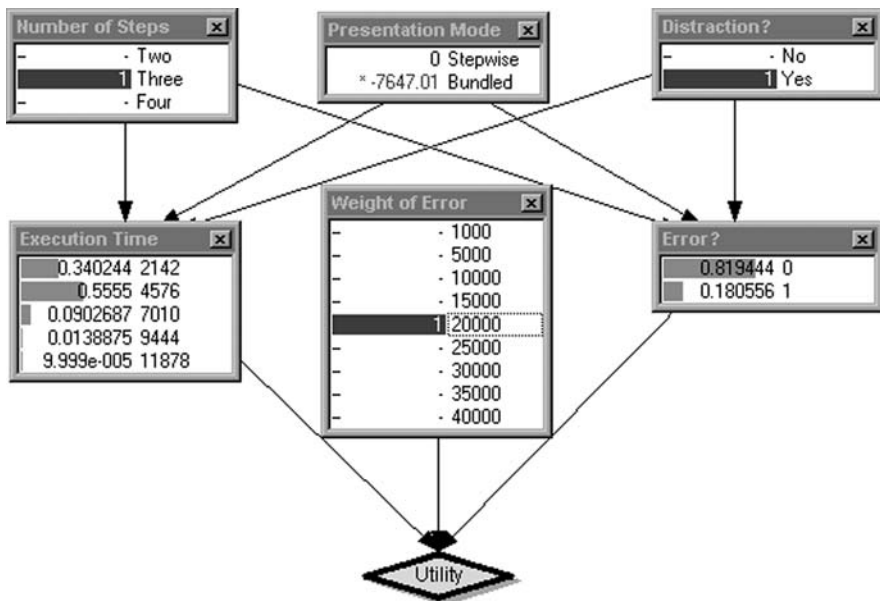 Number of Steps
- - Two
1 Three
- - Four
Presentation Mode
0 Stepwise
× -7647.01 Bundled
Distraction?
- - No
1 Yes
Execution Time
0.340244 2142
0.5555 4576
0.0902687 7010
0.0138875 9444
9.999e-005 11878
Weight of Error
- - 1000
- - 5000
- - 10000
- - 15000
1 20000
- - 25000
- - 30000
- - 35000
- - 40000
Error?
0.819444 0
0.180556 1
Utility